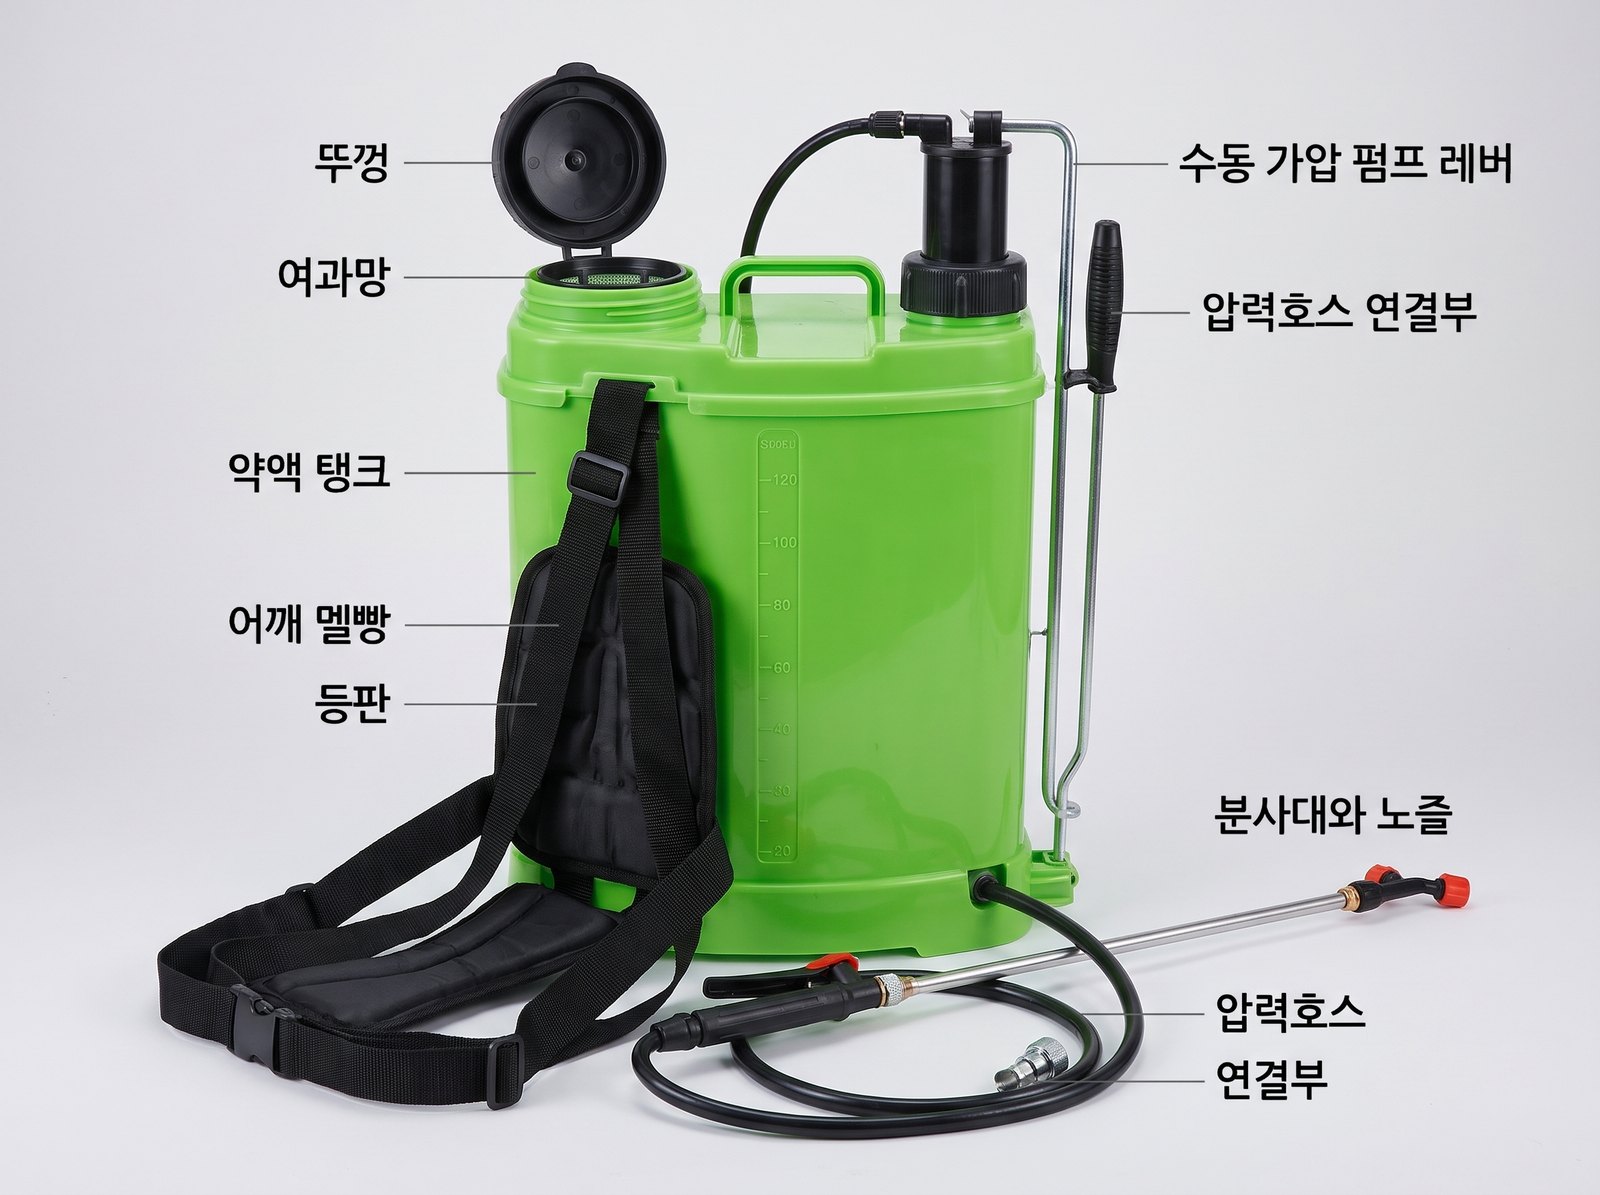 뚜껑
수동 가압 펌프 레버
여과망
압력호스 연결부
약액 탱크
120
100
80
60
40
30
20
어깨 멜빵
등판
분사대와 노즐
압력호스
연결부